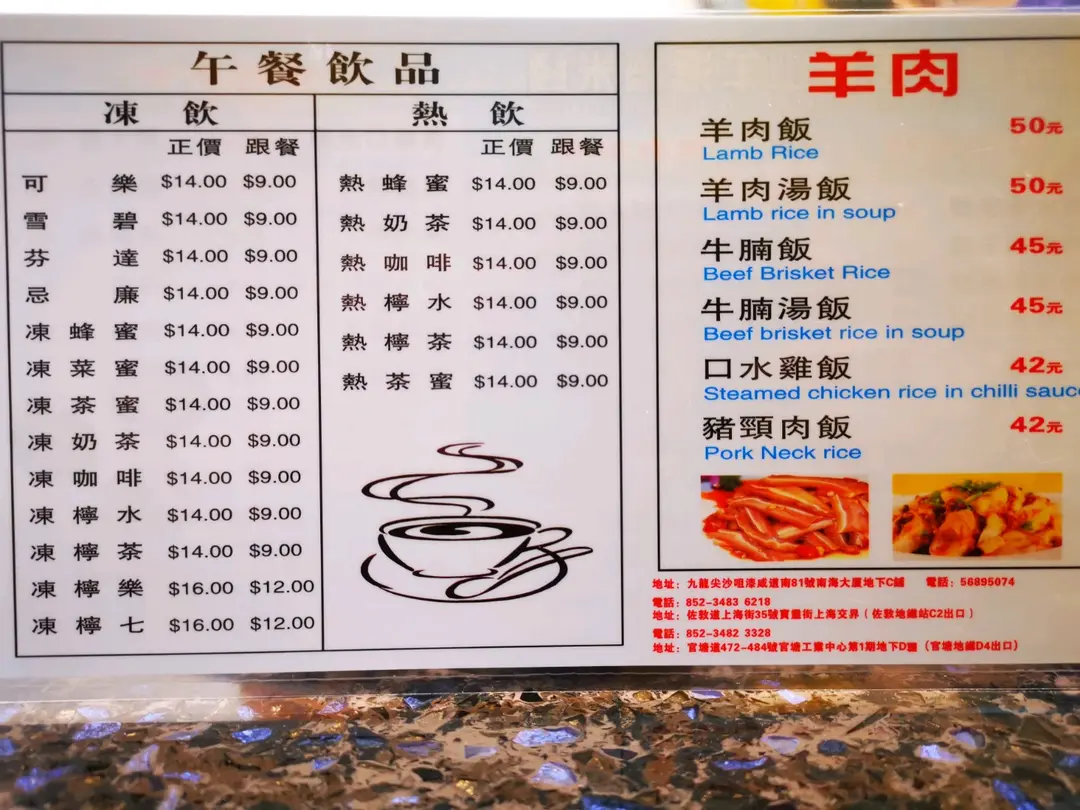 午餐飲品
凍飲
正價 跟餐
可樂 $14.00 $9.00
雪碧 $14.00 $9.00
芬達 $14.00 $9.00
忌廉 $14.00 $9.00
凍蜂蜜 $14.00 $9.00
凍菜蜜 $14.00 $9.00
凍茶蜜 $14.00 $9.00
凍奶茶 $14.00 $9.00
凍咖啡 $14.00 $9.00
凍檸水 $14.00 $9.00
凍檸茶 $14.00 $9.00
凍檸樂 $16.00 $12.00
凍檸七 $16.00 $12.00
熱飲
正價 跟餐
熱蜂蜜 $14.00 $9.00
熱奶茶 $14.00 $9.00
熱咖啡 $14.00 $9.00
熱檸水 $14.00 $9.00
熱檸茶 $14.00 $9.00
熱茶蜜 $14.00 $9.00
羊肉
羊肉飯 50元
Lamb Rice
羊肉湯飯 50元
Lamb rice in soup
牛腩飯 45元
Beef Brisket Rice
牛腩湯飯 45元
Beef brisket rice in soup
口水雞飯 42元
Steamed chicken rice in chilli sauce
豬頸肉飯 42元
Pork Neck rice
地址：九龍尖沙咀漆咸道南81號南海大厦地下C舖 電話：56895074
電話：852-3483 6218
地址：佐敦道上海街35號寶靈街上海交界（佐敦地鐵站C2出口）
電話：852-3482 3328
地址：官塘道472-484號官塘工業中心第1期地下D（官塘地鐵D4出口）